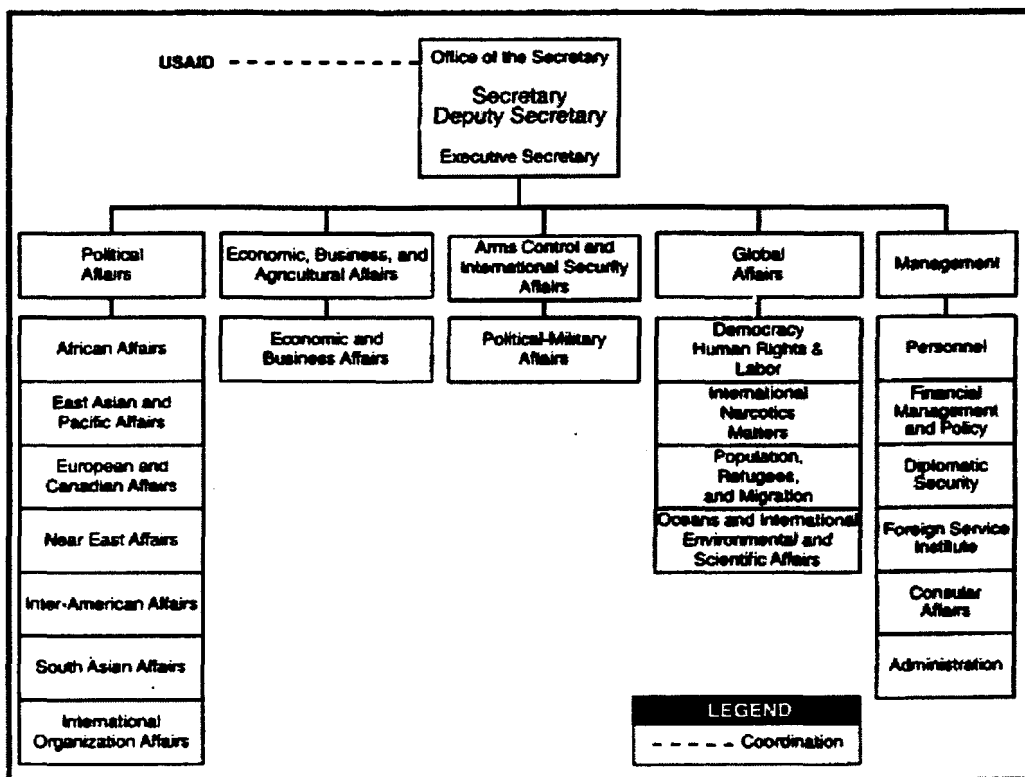 USAID
Office of the Secretary
Secretary
Deputy Secretary
Executive Secretary
Political
Affairs
Economic, Business, and
Agricultural Affairs
Arms Control and
International Security
Affairs
Global
Affairs
Management
African Affairs
East Asian and
Pacific Affairs
European and
Canadian Affairs
Near East Affairs
Inter-American Affairs
South Asian Affairs
International
Organization Affairs
Economic and
Business Affairs
Political-Military
Affairs
Democracy
Human Rights &
Labor
International
Narcotics
Matters
Population,
Refugees,
and Migration
Oceans and International
Environmental and
Scientific Affairs
Personnel
Financial
Management
and Policy
Diplomatic
Security
Foreign Service
Institute
Consular
Affairs
Administration
LEGEND
Coordination